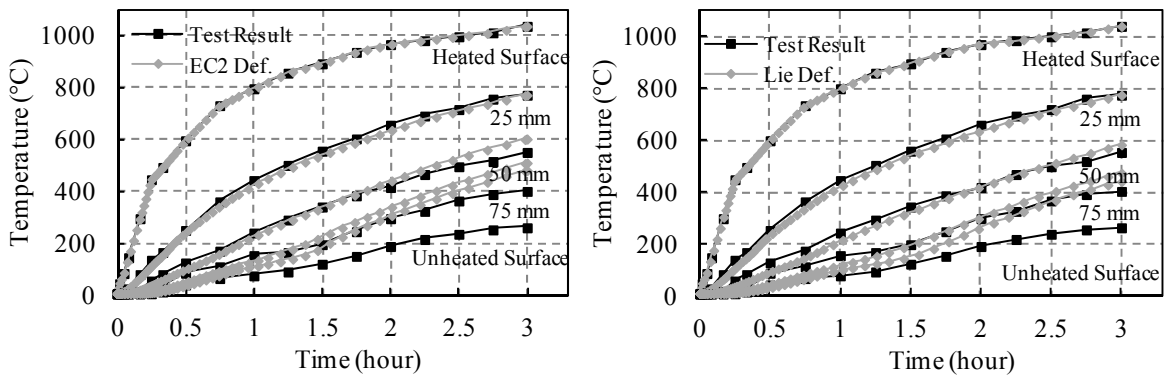 1000
800
600
400
200
0
Temperature (°C)
Test Result
EC2 Def.
Heated Surface
25 mm
50 mm
75 mm
Unheated Surface
0 0.5 1 1.5 2 2.5 3
Time (hour)
1000
800
600
400
200
0
Temperature (°C)
Test Result
Lie Def.
Heated Surface
25 mm
50 mm
75 mm
Unheated Surface
0 0.5 1 1.5 2 2.5 3
Time (hour)